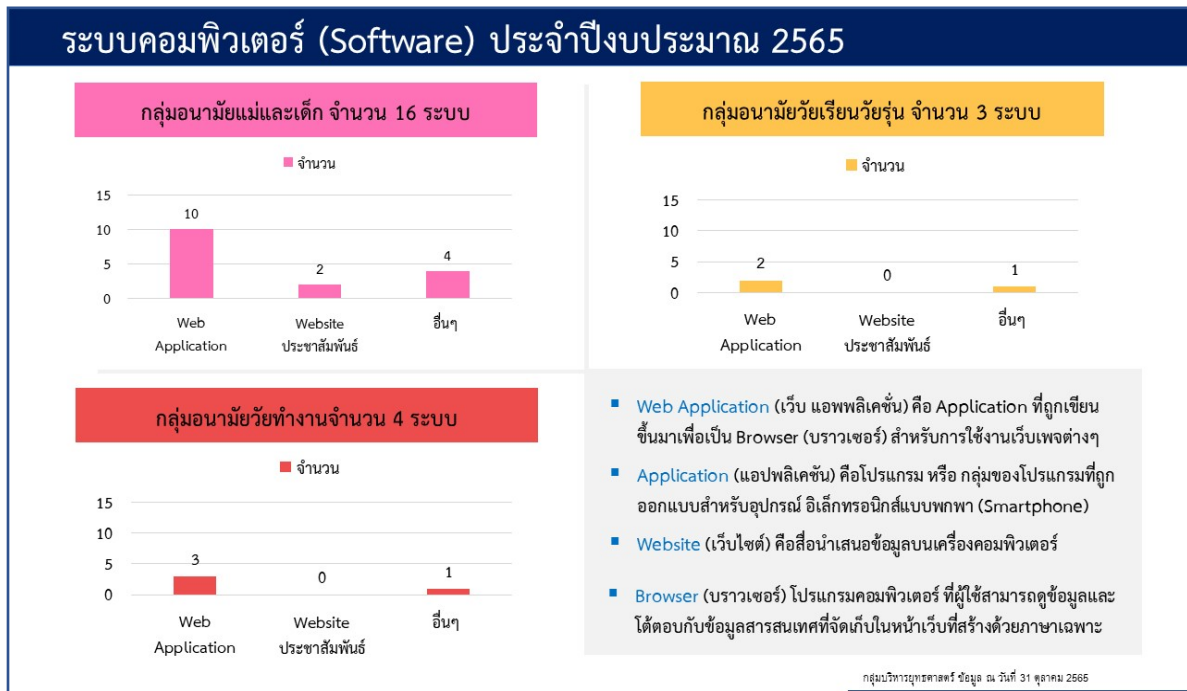 ระบบคอมพิวเตอร์ (Software) ประจำปีงบประมาณ 2565
กลุ่มอนามัยแม่และเด็ก จำนวน 16 ระบบ
จำนวน
15
10
5
0
10
2
4
Web
Application
Website
ประชาสัมพันธ์
อื่นๆ
กลุ่มอนามัยวัยเรียนวัยรุ่น จำนวน 3 ระบบ
จำนวน
15
10
5
0
2
0
1
Web
Application
Website
ประชาสัมพันธ์
อื่นๆ
กลุ่มอนามัยวัยทำงานจำนวน 4 ระบบ
จำนวน
15
10
5
0
3
0
1
Web
Application
Website
ประชาสัมพันธ์
อื่นๆ
Web Application (เว็บ แอพพลิเคชั่น) คือ Application ที่ถูกเขียน
ขึ้นมาเพื่อเป็น Browser (บราวเซอร์) สำหรับการใช้งานเว็บเพจต่างๆ
Application (แอปพลิเคชัน) คือโปรแกรม หรือ กลุ่มของโปรแกรมที่ถูก
ออกแบบสำหรับอุปกรณ์ อิเล็กทรอนิกส์แบบพกพา (Smartphone)
Website (เว็บไซต์) คือสื่อนำเสนอข้อมูลบนเครื่องคอมพิวเตอร์
Browser (บราวเซอร์) โปรแกรมคอมพิวเตอร์ ที่ผู้ใช้สามารถดูข้อมูลและ
โต้ตอบกับข้อมูลสารสนเทศที่จัดเก็บในหน้าเว็บที่สร้างด้วยภาษาเฉพาะ
กลุ่มบริหารยุทธศาสตร์ ข้อมูล ณ วันที่ 31 ตุลาคม 2565